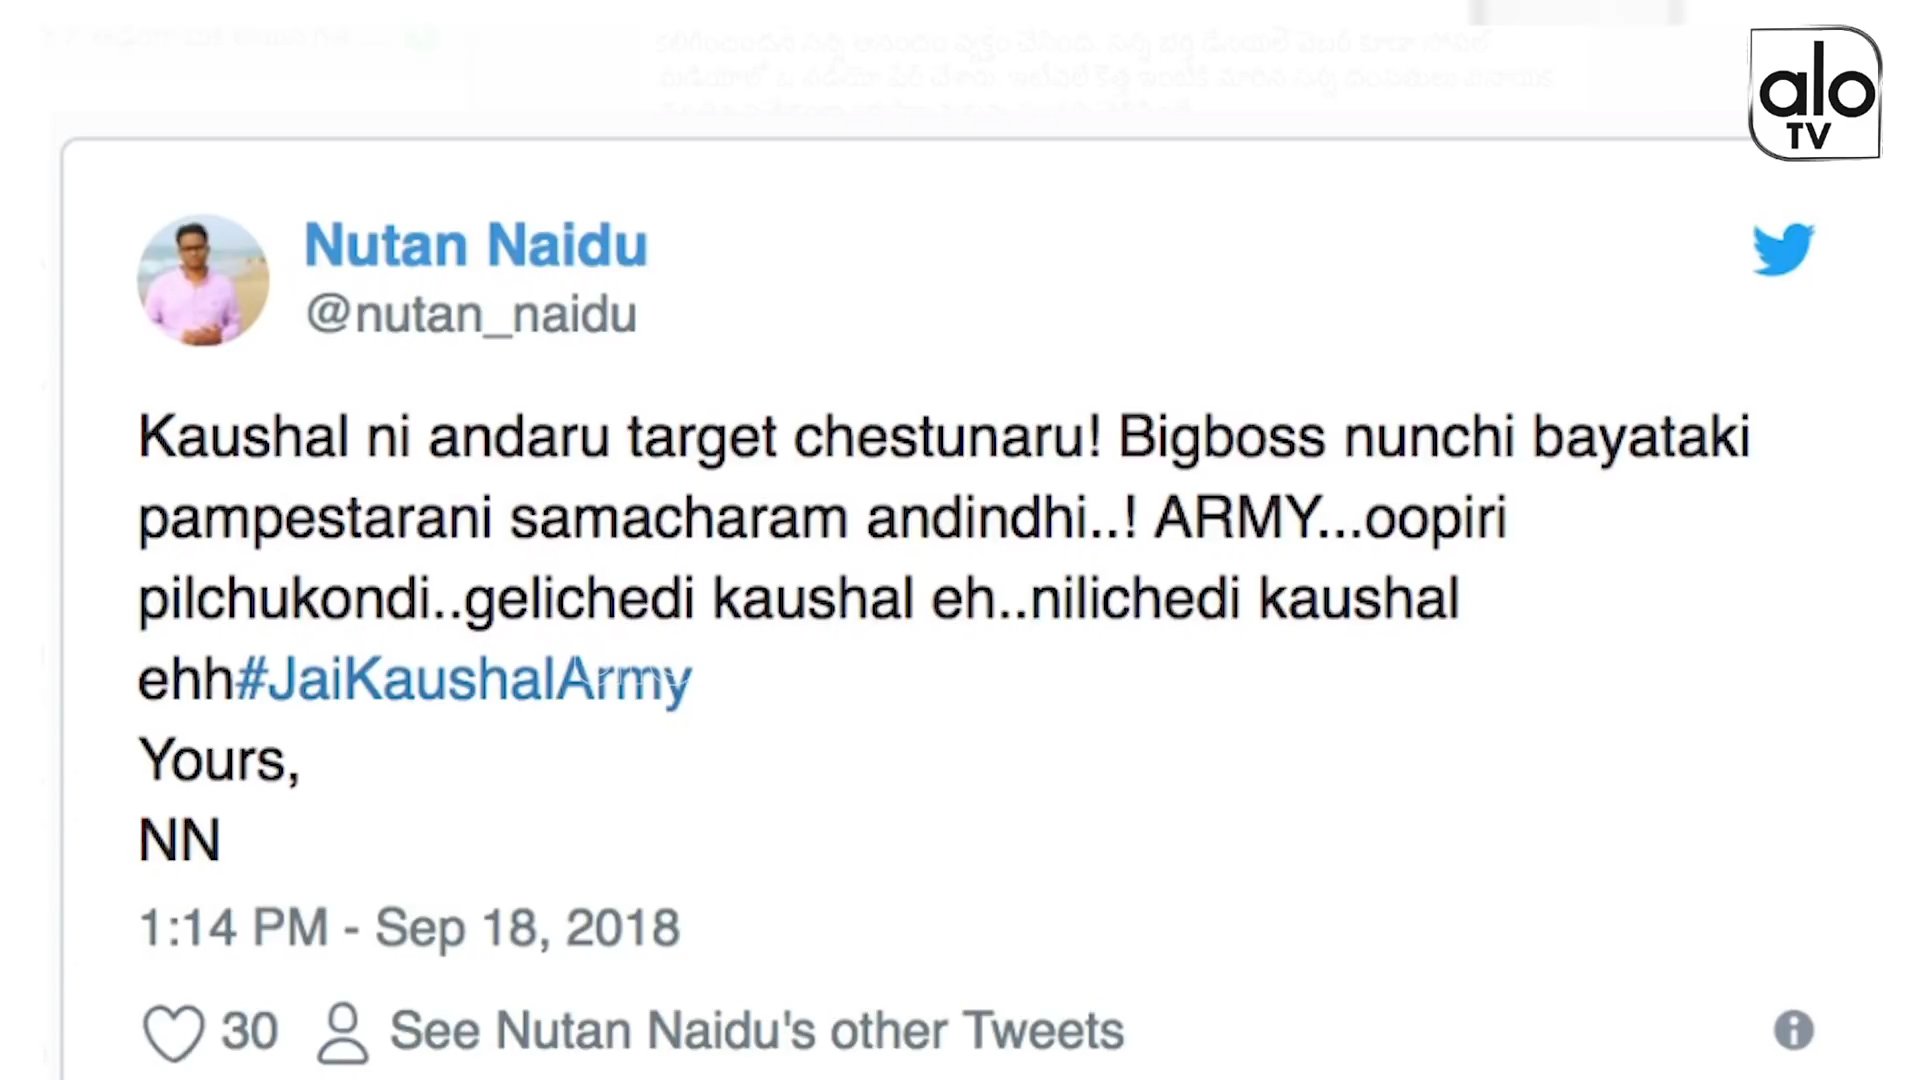 alo
TV
Nutan Naidu
@nutan_naidu
Kaushal ni andaru target chestunaru! Bigboss nunchi bayataki
pampestarani samacharam andindhi..! ARMY...oopiri
pilchukondi..gelichedi kaushal eh..nilichedi kaushal
ehh#JaiKaushalArmy
Yours,
NN
1:14 PM - Sep 18, 2018
30 See Nutan Naidu's other Tweets